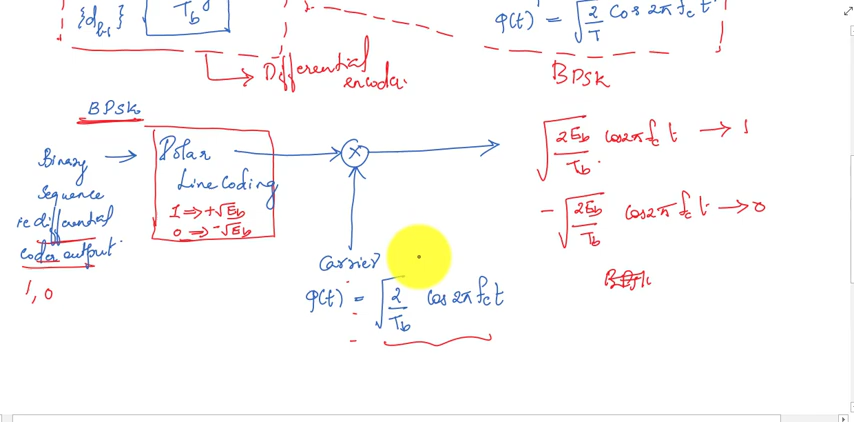 {d_k} T_b
φ(t) = √(2/T) Cos 2π f_c t
Differential
encoder.
BPSK
BPSK
Binary
Sequence
i.e differential
coder output.
1, 0
Polar
Line coding
1 ⇒ +√E_b
0 ⇒ -√E_b
×
Carrier
φ(t) = √(2/T_b) cos 2π f_c t
√(2E_b/T_b) cos 2π f_c t → 1
-√(2E_b/T_b) cos 2π f_c t → 0